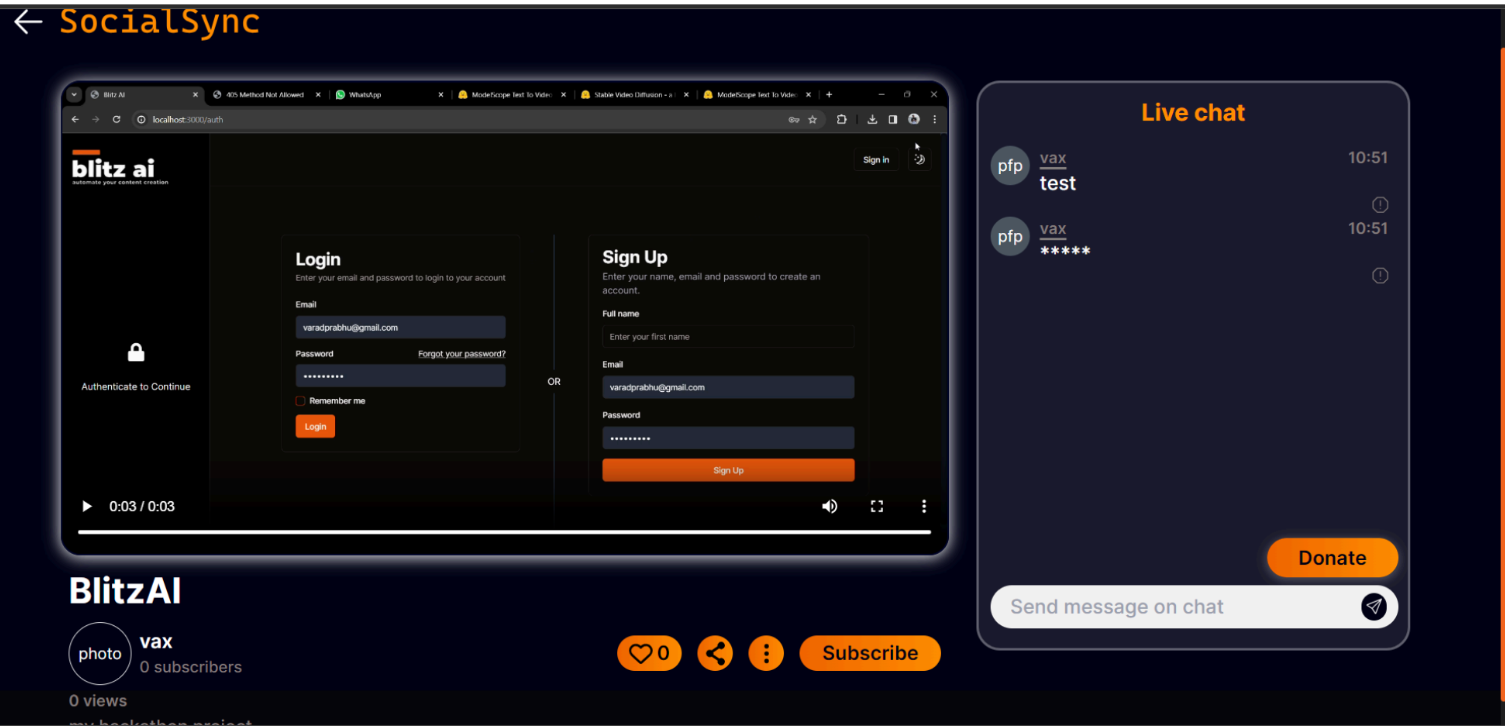 SocialSync
Blitz AI
405 Method Not Allowed
WhatsApp
ModelScope Text To Video
Stable Video Diffusion - a
ModelScope Text To Video
localhost:3000/auth
blitz ai
automate your content creation
Sign in
Login
Enter your email and password to login to your account
Email
varadprabhu@gmail.com
Password Forgot your password?
Remember me
Login
Authenticate to Continue
OR
Sign Up
Enter your name, email and password to create an
account.
Full name
Enter your first name
Email
varadprabhu@gmail.com
Password
Sign Up
0:03 / 0:03
BlitzAI
photo
vax
0 subscribers
0
Subscribe
0 views
my hackathon project
Live chat
pfp vax 10:51
test
pfp vax 10:51
*****
Donate
Send message on chat